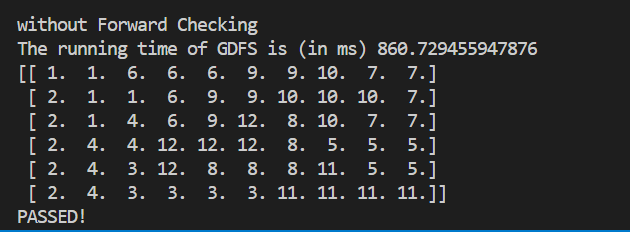 without Forward Checking
The running time of GDFS is (in ms) 860.729455947876
[[ 1.  1.  6.  6.  6.  9.  9. 10.  7.  7.]
 [ 2.  1.  1.  6.  9.  9. 10. 10. 10.  7.]
 [ 2.  1.  4.  6.  9. 12.  8. 10.  7.  7.]
 [ 2.  4.  4. 12. 12. 12.  8.  5.  5.  5.]
 [ 2.  4.  3. 12.  8.  8.  8. 11.  5.  5.]
 [ 2.  4.  3.  3.  3.  3. 11. 11. 11. 11.]]
PASSED!